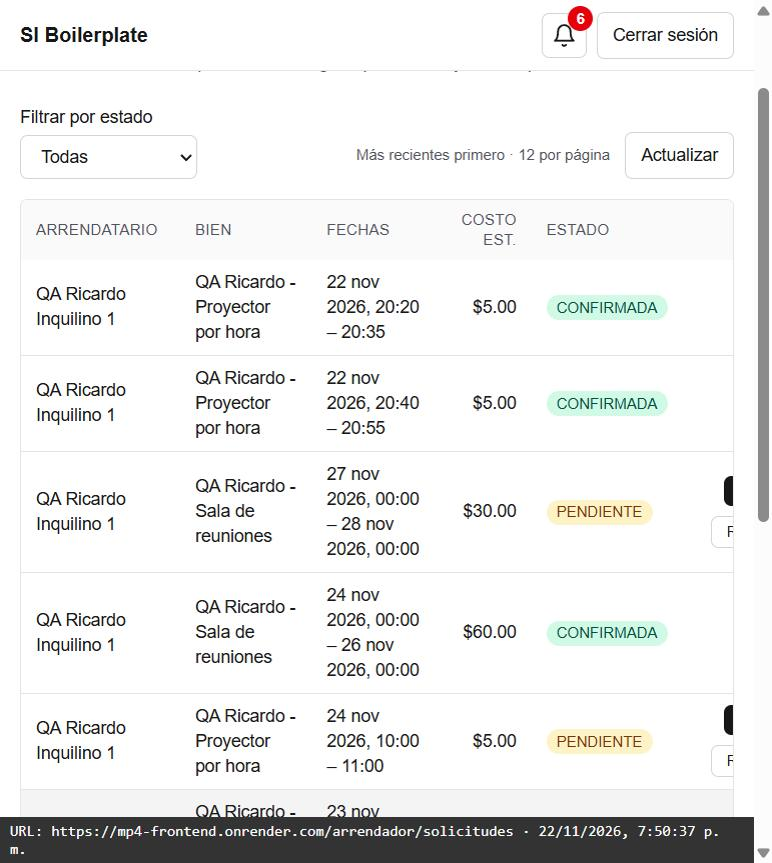 SI Boilerplate
6
Cerrar sesión
Filtrar por estado
Todas
Más recientes primero · 12 por página
Actualizar
ARRENDATARIO
BIEN
FECHAS
COSTO
EST.
ESTADO
QA Ricardo
Inquilino 1
QA Ricardo -
Proyector
por hora
22 nov
2026, 20:20
– 20:35
$5.00
CONFIRMADA
QA Ricardo
Inquilino 1
QA Ricardo -
Proyector
por hora
22 nov
2026, 20:40
– 20:55
$5.00
CONFIRMADA
QA Ricardo
Inquilino 1
QA Ricardo -
Sala de
reuniones
27 nov
2026, 00:00
– 28 nov
2026, 00:00
$30.00
PENDIENTE
QA Ricardo
Inquilino 1
QA Ricardo -
Sala de
reuniones
24 nov
2026, 00:00
– 26 nov
2026, 00:00
$60.00
CONFIRMADA
QA Ricardo
Inquilino 1
QA Ricardo -
Proyector
por hora
24 nov
2026, 10:00
– 11:00
$5.00
PENDIENTE
QA Ricardo -
23 nov
URL: https://mp4-frontend.onrender.com/arrendador/solicitudes · 22/11/2026, 7:50:37 p.
m.